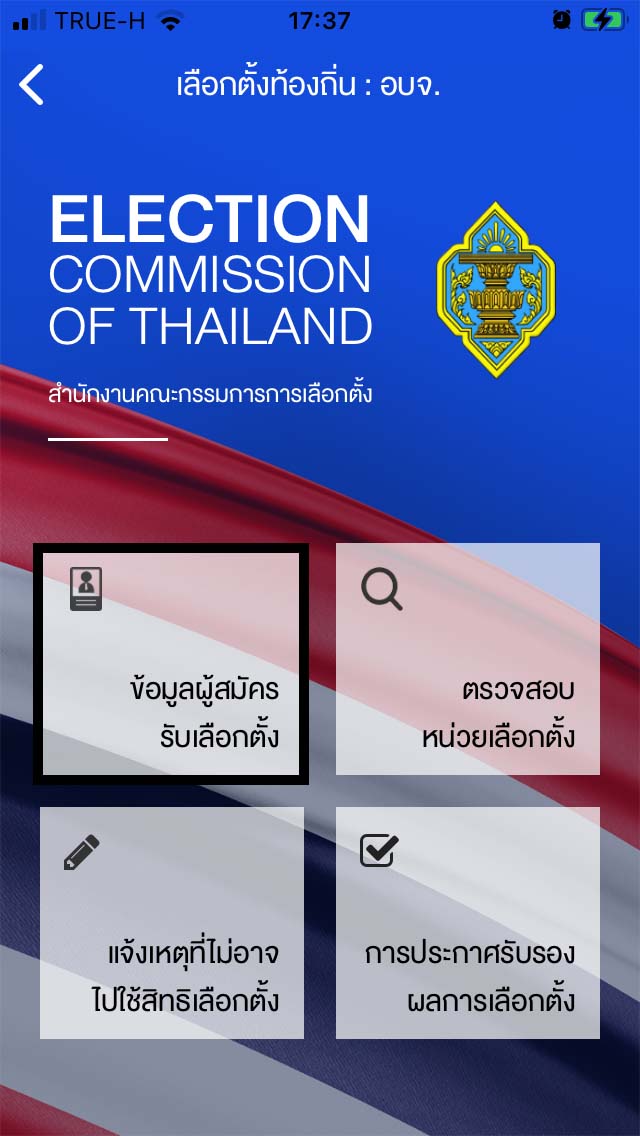 TRUE-H 17:37
เลือกตั้งท้องถิ่น : อบจ.
ELECTION
COMMISSION
OF THAILAND
สำนักงานคณะกรรมการการเลือกตั้ง
ข้อมูลผู้สมัคร
รับเลือกตั้ง
ตรวจสอบ
หน่วยเลือกตั้ง
แจ้งเหตุที่ไม่อาจ
ไปใช้สิทธิเลือกตั้ง
การประกาศรับรอง
ผลการเลือกตั้ง